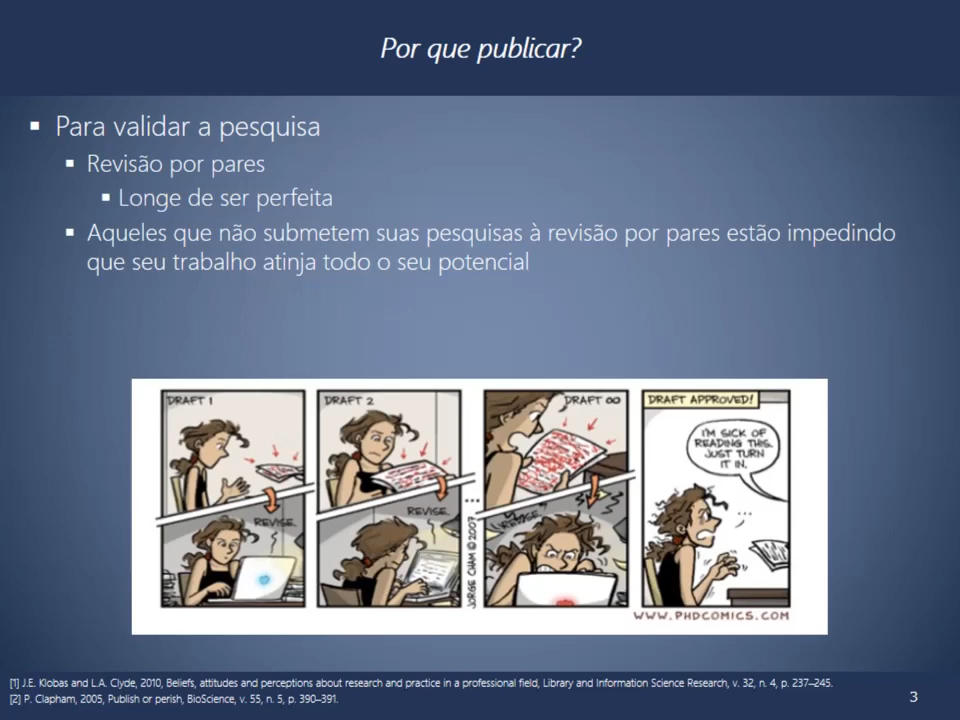 Por que publicar?
Para validar a pesquisa
Revisão por pares
Longe de ser perfeita
Aqueles que não submetem suas pesquisas à revisão por pares estão impedindo
que seu trabalho atinja todo o seu potencial
DRAFT 1
REVISE.
DRAFT 2
REVISE.
...
JORGE CHAM © 2007
DRAFT ∞
REVISE.
DRAFT APPROVED!
I'M SICK OF
READING THIS.
JUST TURN
IT IN.
...
WWW.PHDCOMICS.COM
[1] J.E. Klobas and L.A. Clyde, 2010, Beliefs, attitudes and perceptions about research and practice in a professional field, Library and Information Science Research, v. 32, n. 4, p. 237–245.
[2] P. Clapham, 2005, Publish or perish, BioScience, v. 55, n. 5, p. 390–391.
3